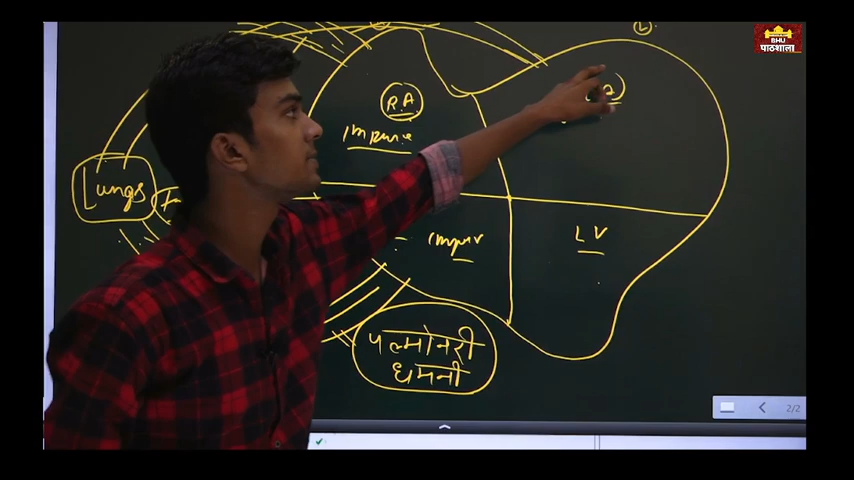 L
BHU
पाठशाला
RA
Impure
Lungs
Impur
LV
पल्मोनरी
धमनी
2/2